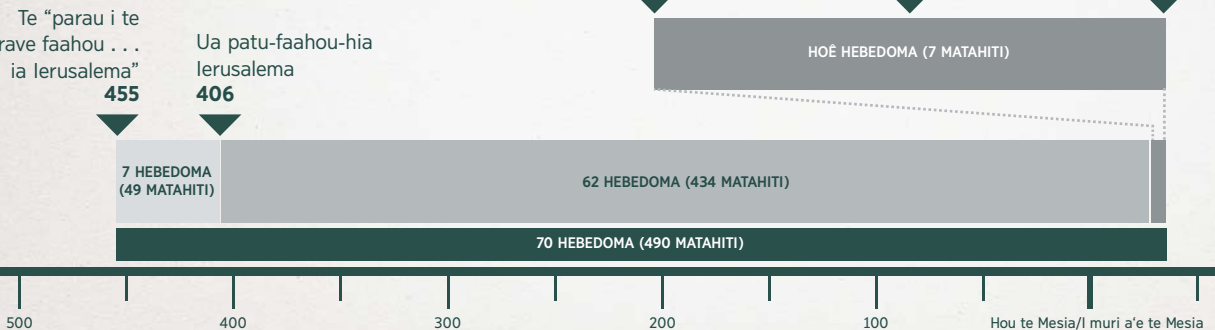 Te “parau i te
rave faahou . . .
ia Ierusalema”
455
Ua patu-faahou-hia
Ierusalema
406
HOÊ HEBEDOMA (7 MATAHITI)
7 HEBEDOMA
(49 MATAHITI)
62 HEBEDOMA (434 MATAHITI)
70 HEBEDOMA (490 MATAHITI)
500
400
300
200
100
Hou te Mesia/I muri a'e te Mesia